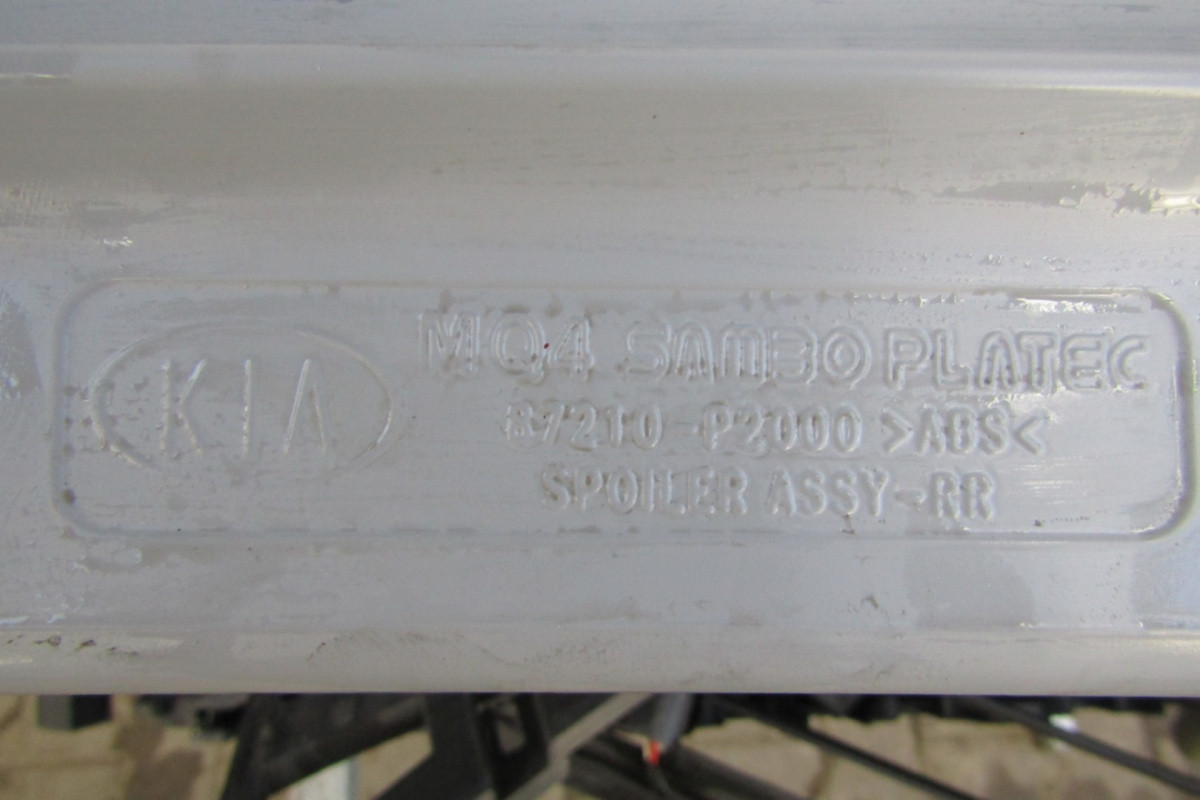 KIA
MQ4 SAMBO PLATEC
87210-P2000 >ABS<
SPOILER ASSY-RR